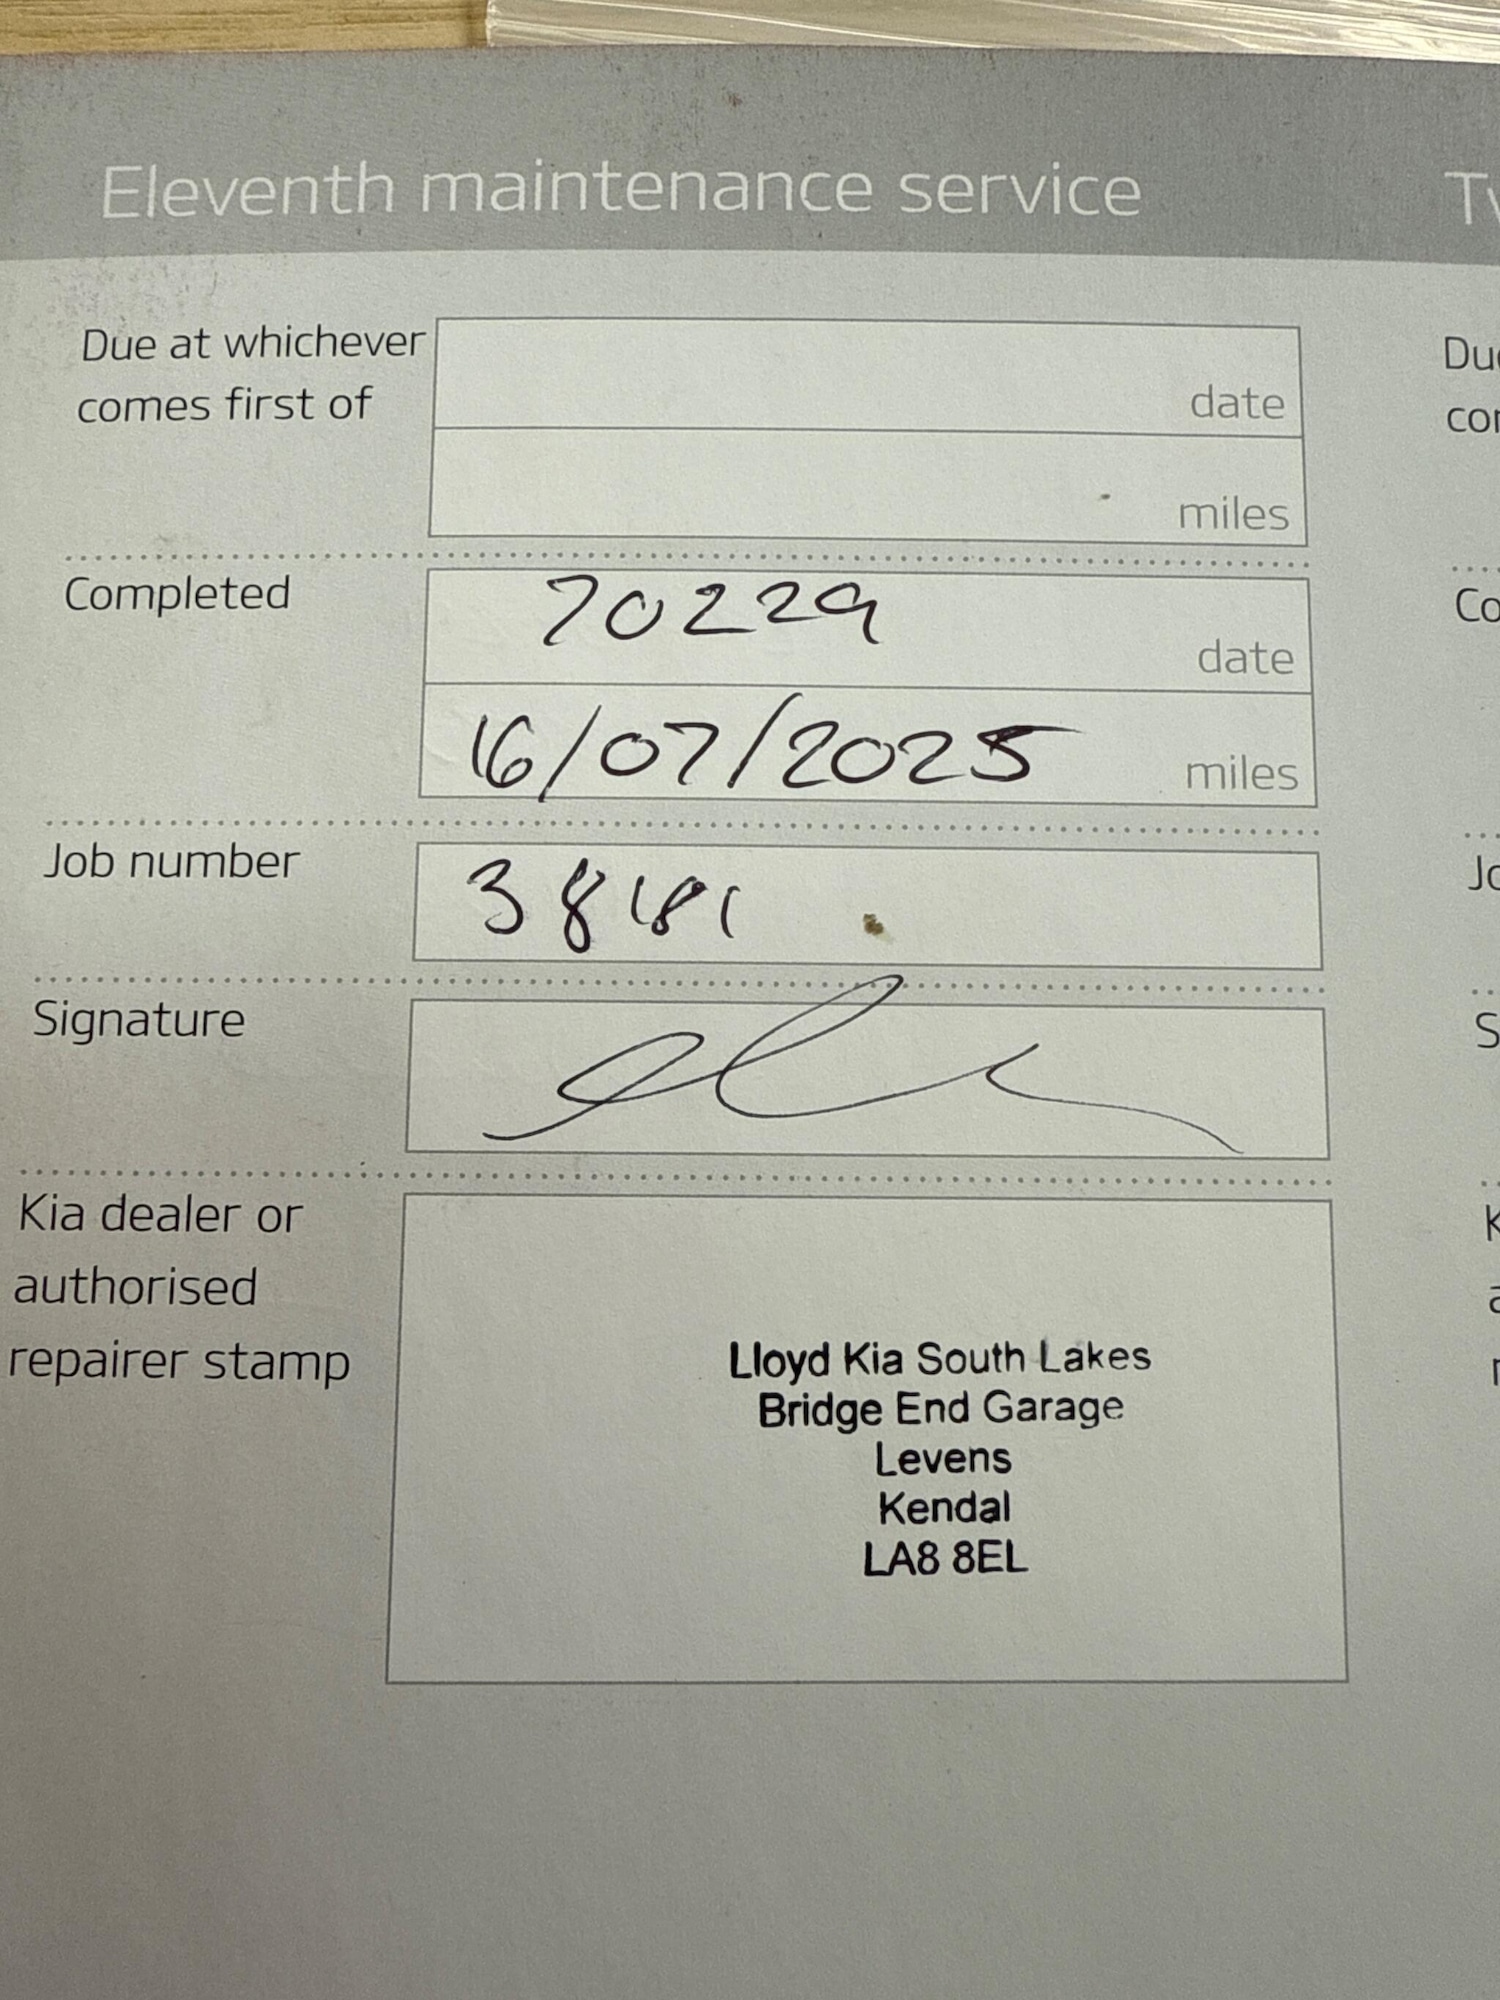 Eleventh maintenance service
Due at whichever
comes first of
date
miles
Completed
70229
date
16/07/2025
miles
Job number
38181
Signature
Kia dealer or
authorised
repairer stamp
Lloyd Kia South Lakes
Bridge End Garage
Levens
Kendal
LA8 8EL